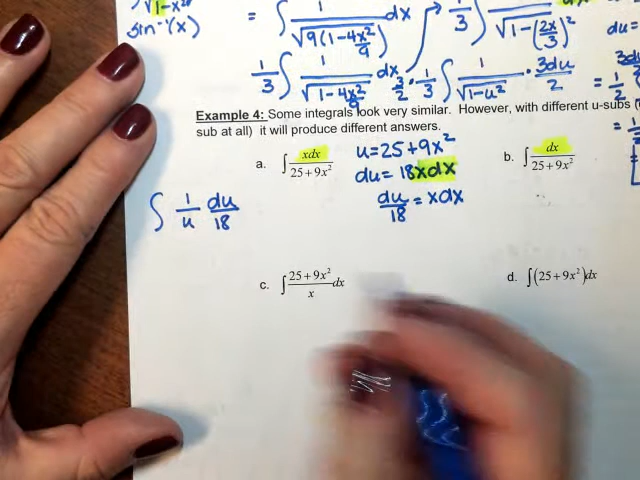 √1-x²
sin⁻¹(x)
= ∫ 1/√(9(1-4x²/9)) dx
1/3 ∫ 1/√(1-(2x/3)²)
du =
1/3 ∫ 1/√(1-4x²/9) dx
3/2 · 1/3 ∫ 1/√(1-u²) · 3du/2
= 1/2
Example 4: Some integrals look very similar. However, with different u-subs
sub at all) it will produce different answers.
a. ∫ xdx/(25+9x²)
u = 25+9x²
du = 18xdx
du/18 = xdx
b. ∫ dx/(25+9x²)
∫ 1/u du/18
c. ∫ (25+9x²)/x dx
d. ∫(25+9x²)dx